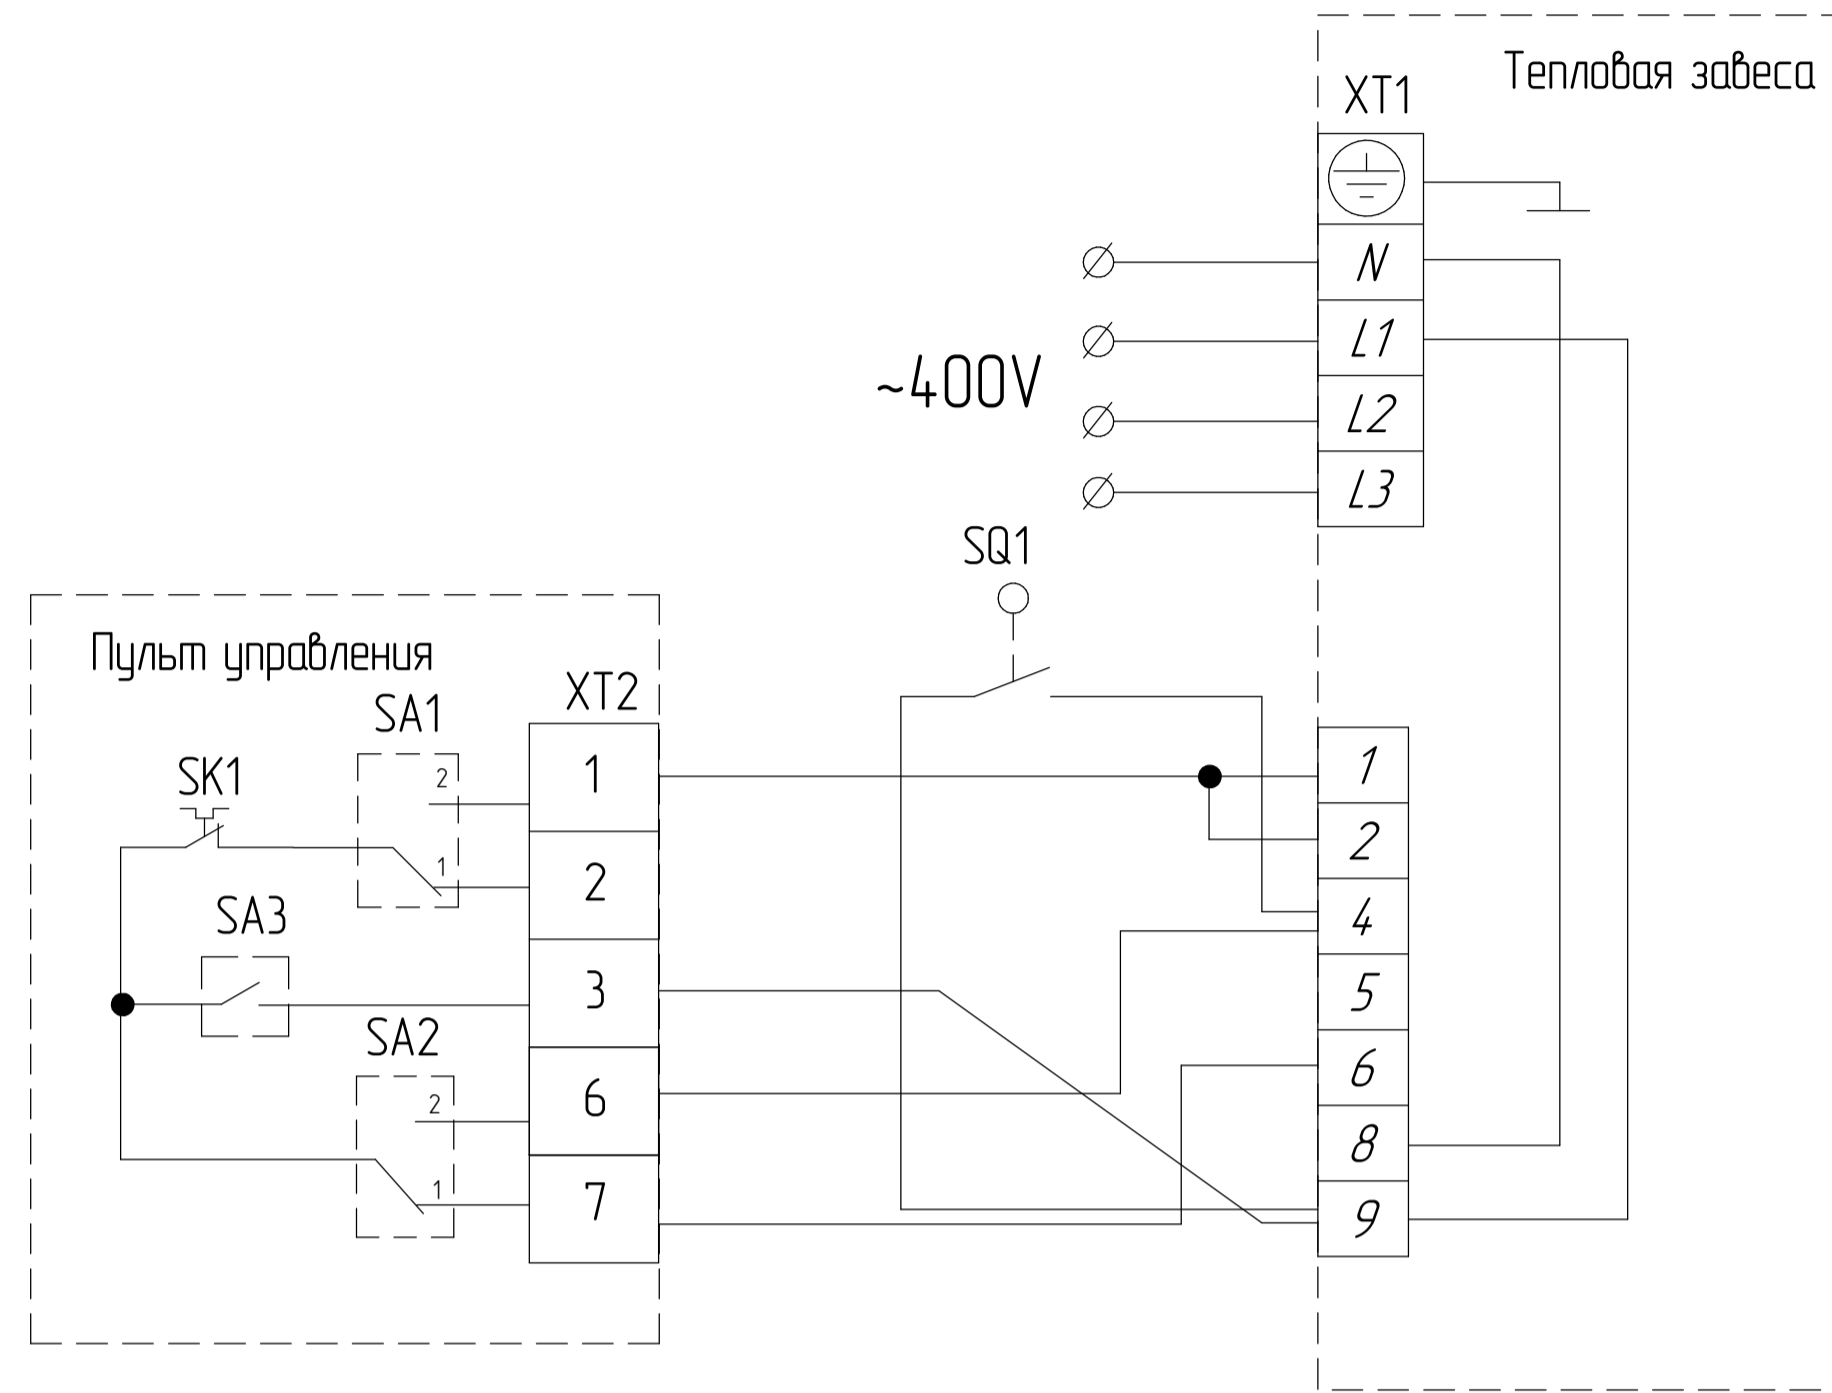 Тепловая завеса
XT1
N
L1
~400V
L2
L3
SQ1
Пульт управления
XT2
SA1
SK1
2
1
1
2
SA3
3
SA2
2
6
1
7
1
2
4
5
6
8
9